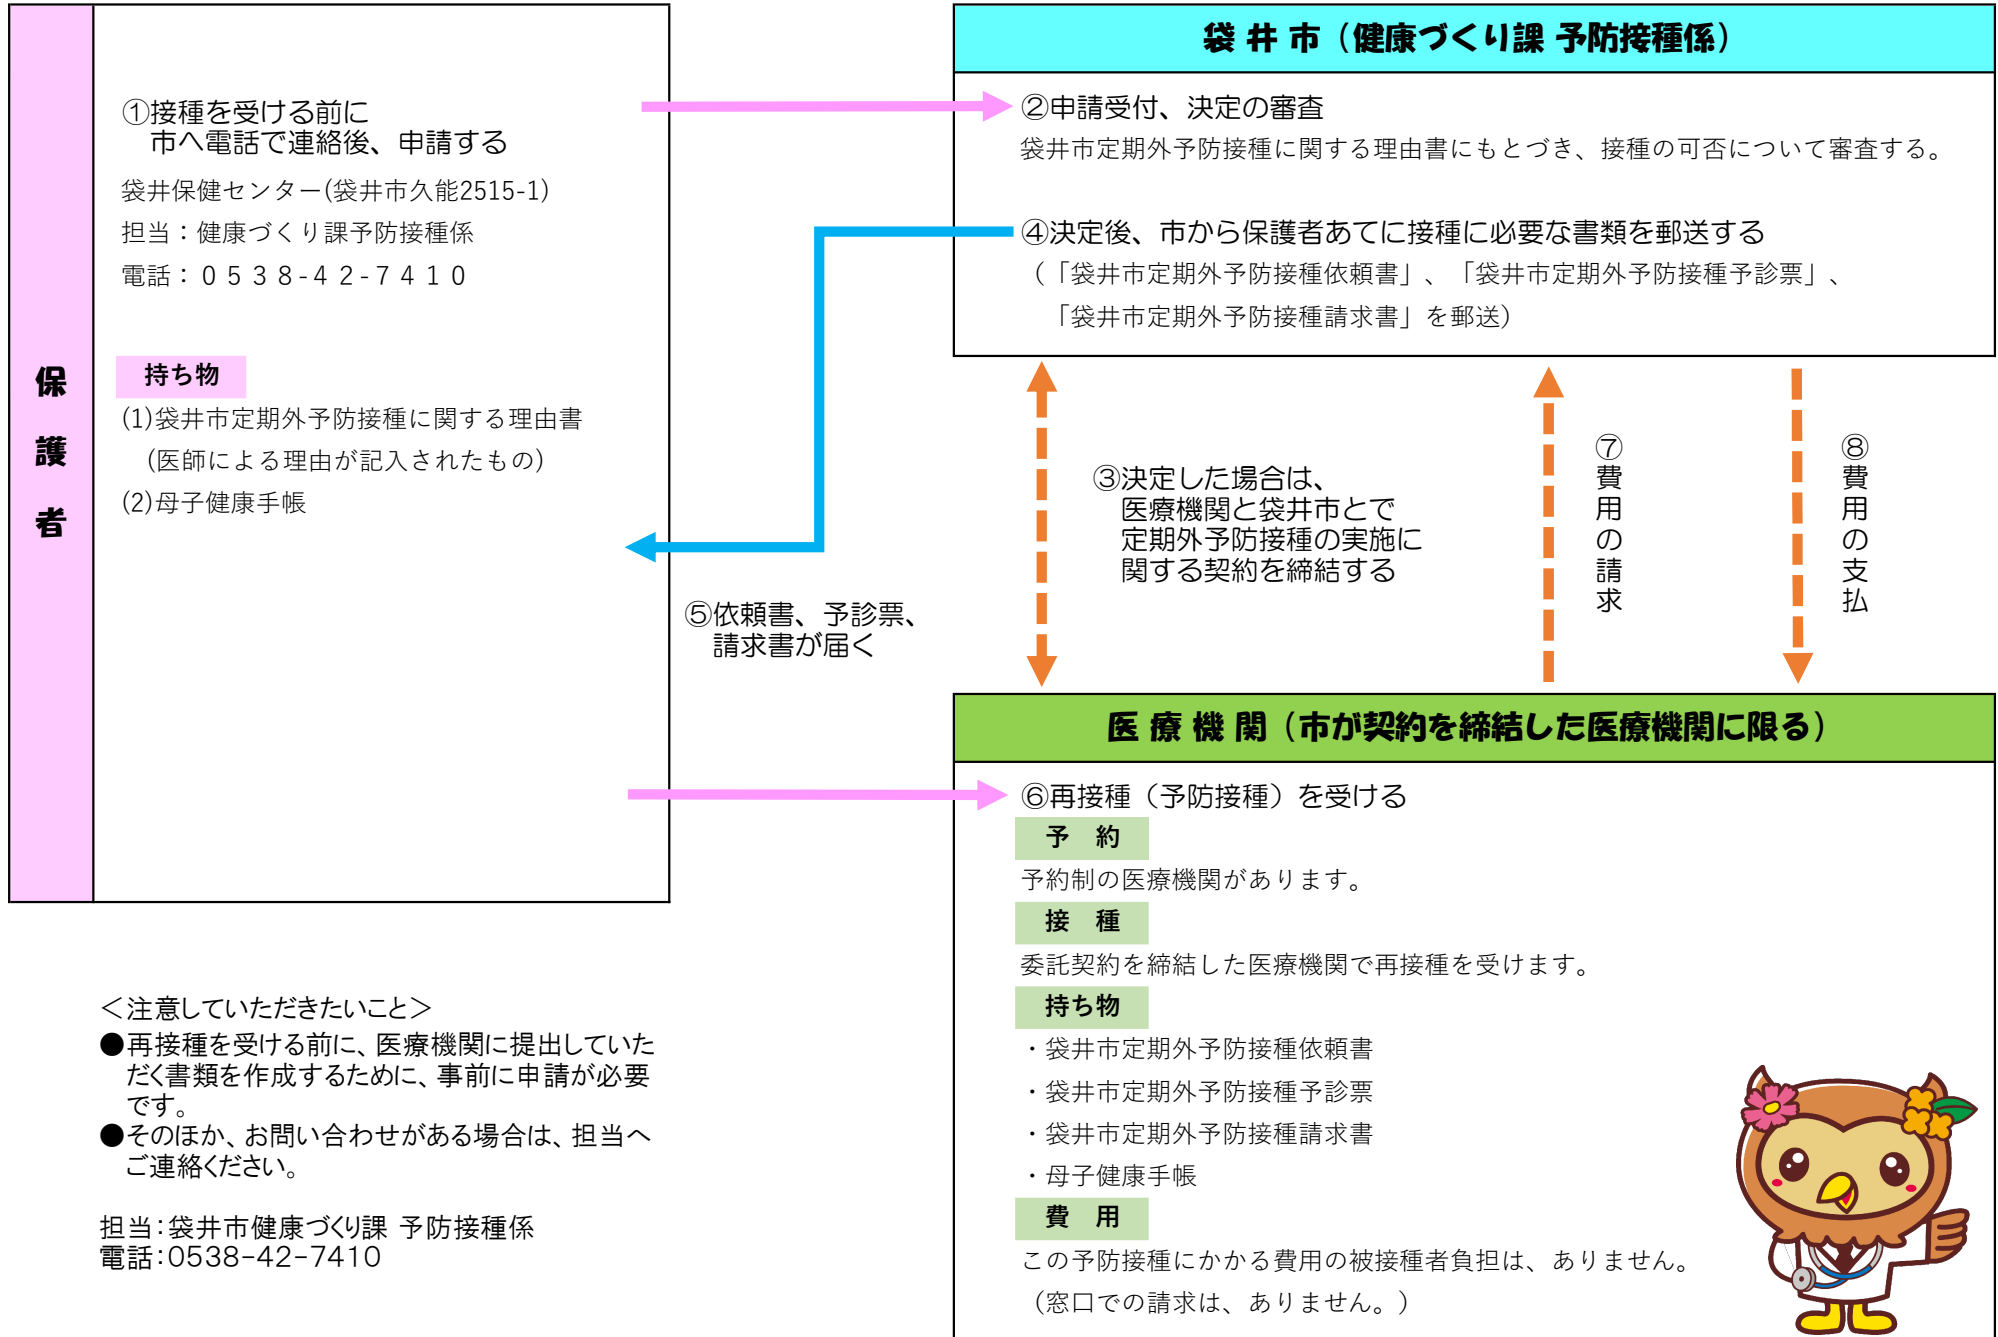 保護者
①接種を受ける前に
市へ電話で連絡後、申請する
袋井保健センター(袋井市久能2515-1)
担当：健康づくり課予防接種係
電話：０５３８-４２-７４１０
持ち物
(1)袋井市定期外予防接種に関する理由書
(医師による理由が記入されたもの)
(2)母子健康手帳
袋 井 市（健康づくり課 予防接種係）
②申請受付、決定の審査
袋井市定期外予防接種に関する理由書にもとづき、接種の可否について審査する。
④決定後、市から保護者あてに接種に必要な書類を郵送する
（「袋井市定期外予防接種依頼書」、「袋井市定期外予防接種予診票」、
「袋井市定期外予防接種請求書」を郵送）
③決定した場合は、
医療機関と袋井市とで
定期外予防接種の実施に
関する契約を締結する
⑦費用の請求
⑧費用の支払
⑤依頼書、予診票、
請求書が届く
医 療 機 関（市が契約を締結した医療機関に限る）
⑥再接種（予防接種）を受ける
予　約
予約制の医療機関があります。
接　種
委託契約を締結した医療機関で再接種を受けます。
持ち物
・袋井市定期外予防接種依頼書
・袋井市定期外予防接種予診票
・袋井市定期外予防接種請求書
・母子健康手帳
費　用
この予防接種にかかる費用の被接種者負担は、ありません。
（窓口での請求は、ありません。）
＜注意していただきたいこと＞
●再接種を受ける前に、医療機関に提出していた
だく書類を作成するために、事前に申請が必要
です。
●そのほか、お問い合わせがある場合は、担当へ
ご連絡ください。
担当：袋井市健康づくり課 予防接種係
電話：0538-42-7410